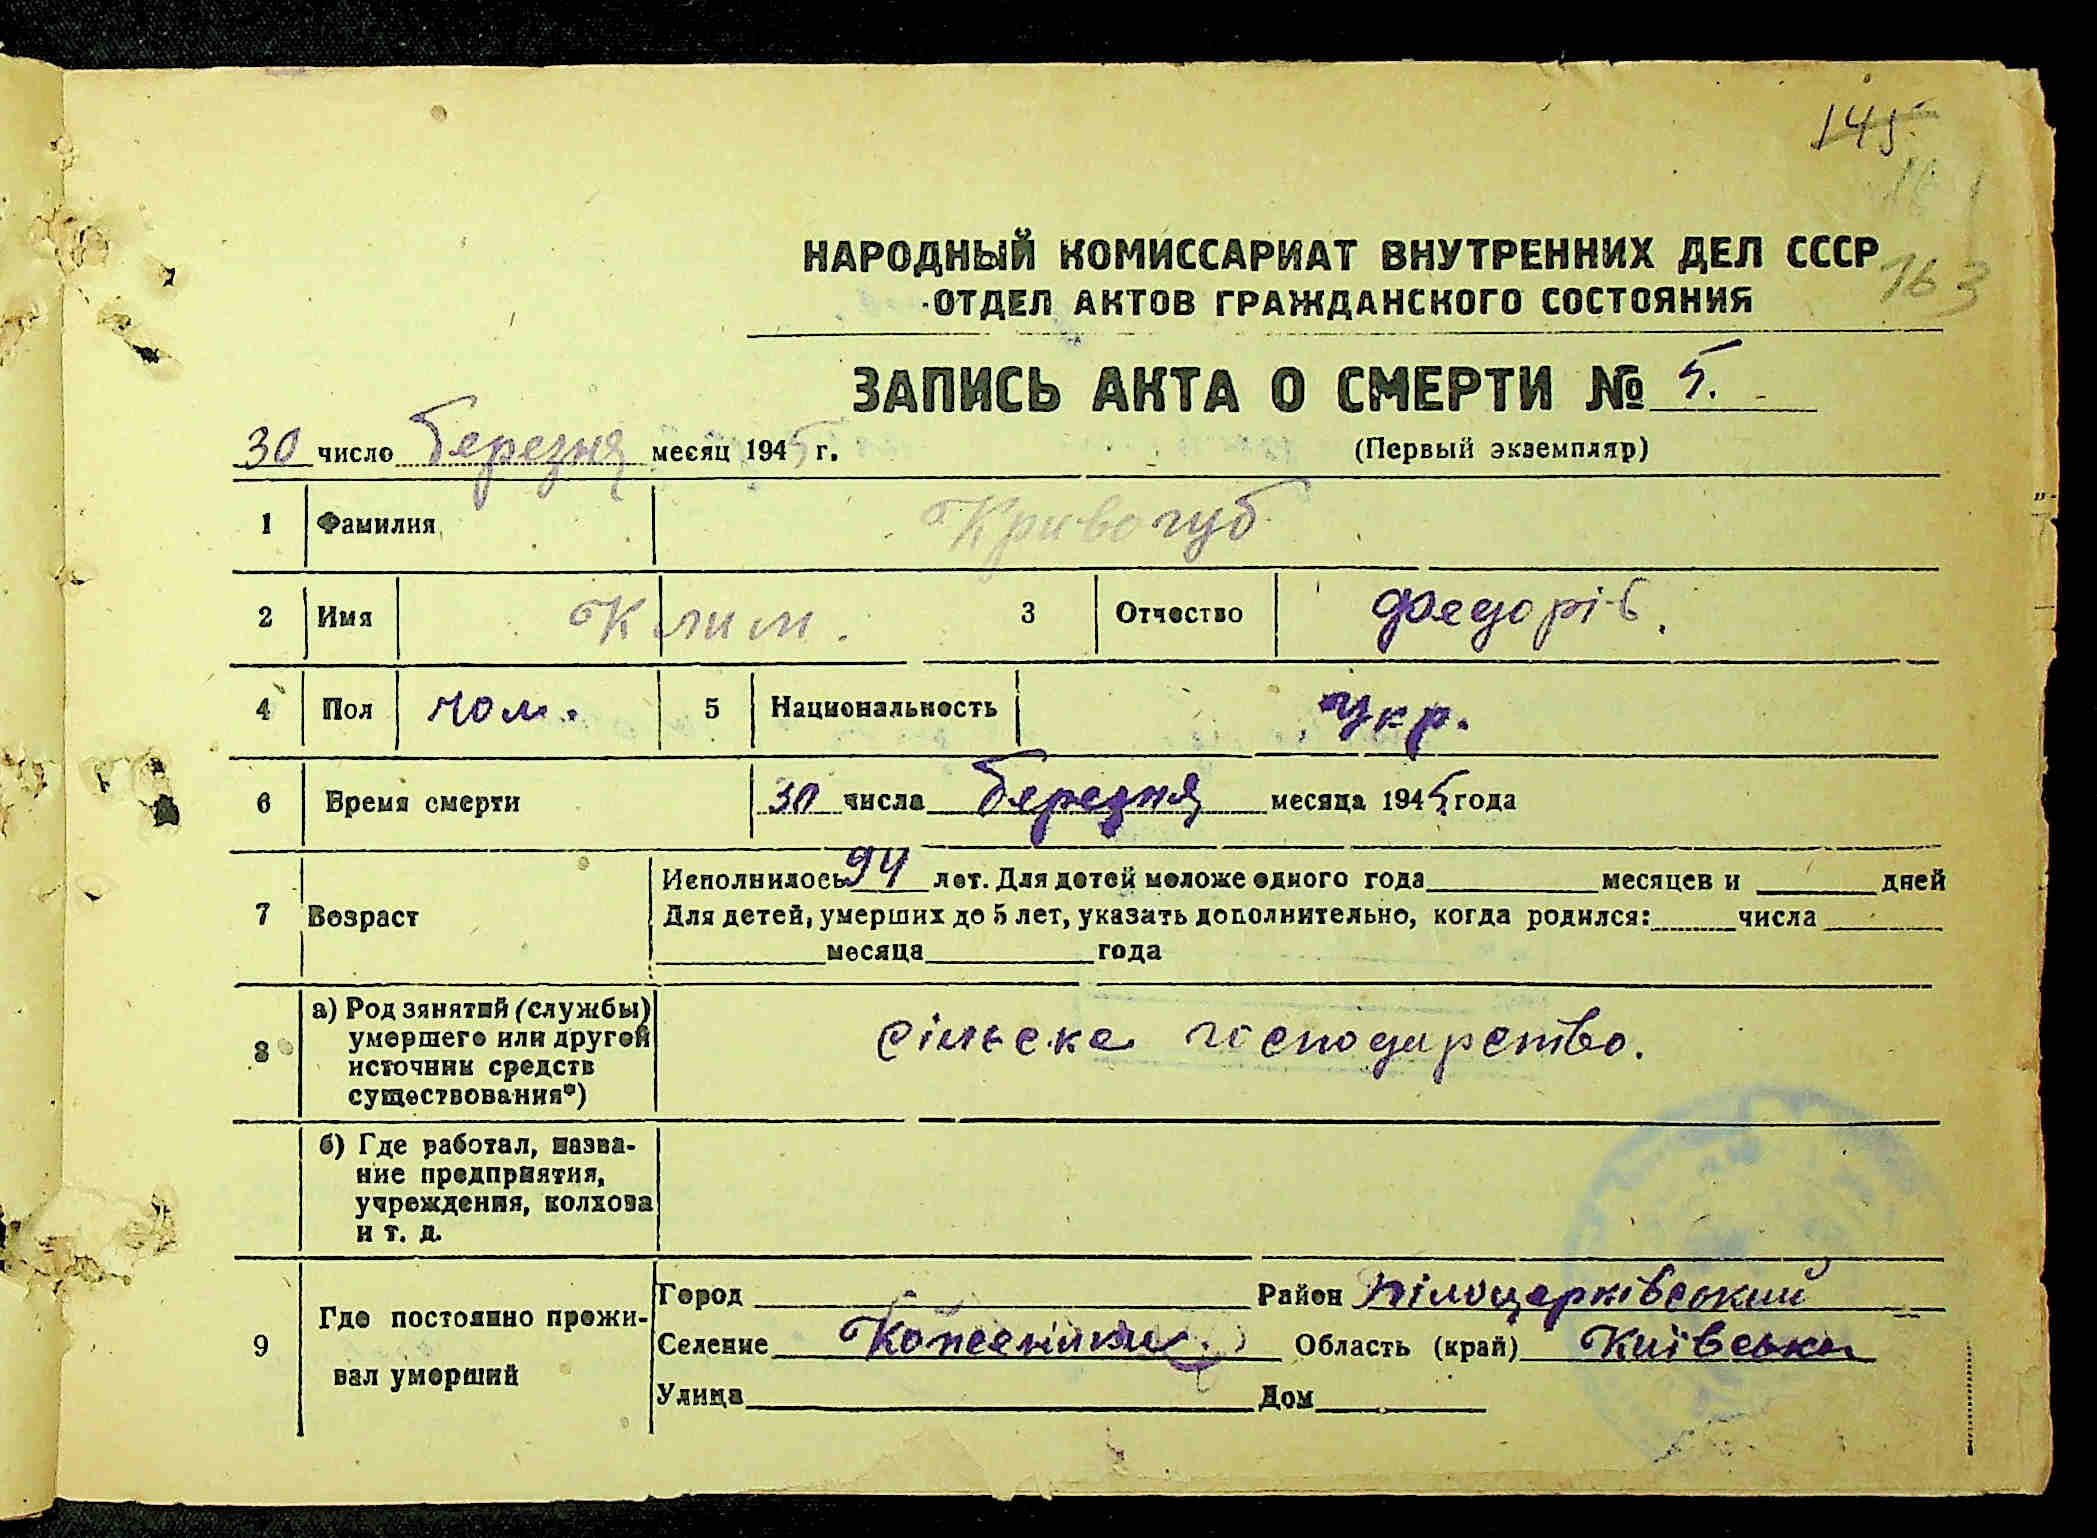 145
163
НАРОДНЫЙ КОМИССАРИАТ ВНУТРЕННИХ ДЕЛ СССР
ОТДЕЛ АКТОВ ГРАЖДАНСКОГО СОСТОЯНИЯ
ЗАПИСЬ АКТА О СМЕРТИ № 5.
30 число березня месяц 1945 г.
(Первый экземпляр)
1 Фамилия Кривогуб
2 Имя Клим. 3 Отчество Федорів.
4 Пол чол. 5 Национальность Укр.
6 Время смерти 30 числа березня месяца 1945 года
7 Возраст Исполнилось 94 лет. Для детей моложе одного года месяцев и дней
Для детей, умерших до 5 лет, указать дополнительно, когда родился: числа
месяца года
8 а) Род занятий (службы)
умершего или другой
источник средств
существования*)
сільське господарство.
б) Где работал, назва-
ние предприятия,
учреждения, колхоза
и т. д.
9 Где постоянно прожи-
вал умерший
Город Район Білоцерківський
Селение Область (край) Київська
Улица Дом